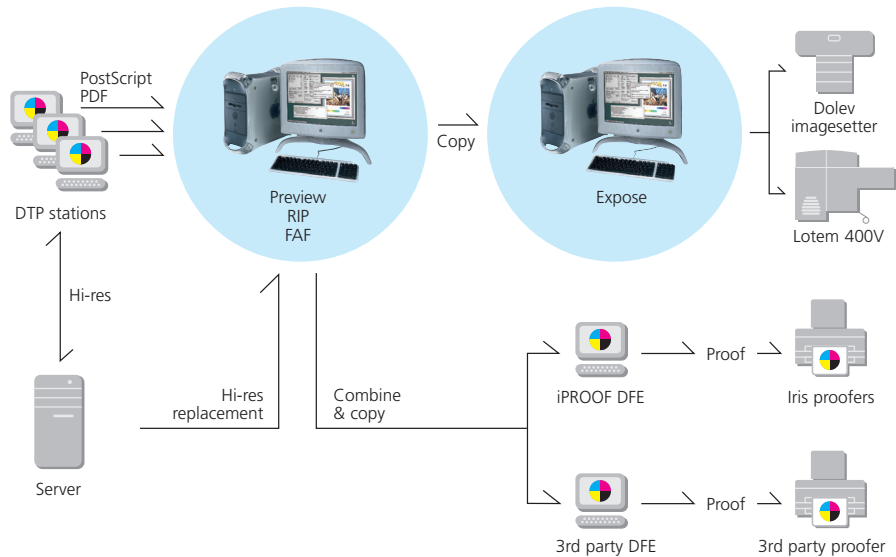 PostScript
PDF
DTP stations
Preview
RIP
FAF
Copy
Expose
Dolev
imagesetter
Lotem 400V
Hi-res
Server
Hi-res
replacement
Combine
& copy
iPROOF DFE
Proof
Iris proofers
3rd party DFE
Proof
3rd party proofer